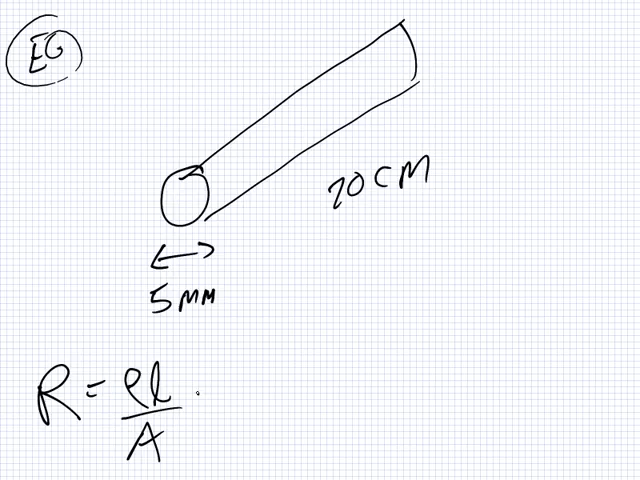 EG
20CM
5MM
R = ρl / A